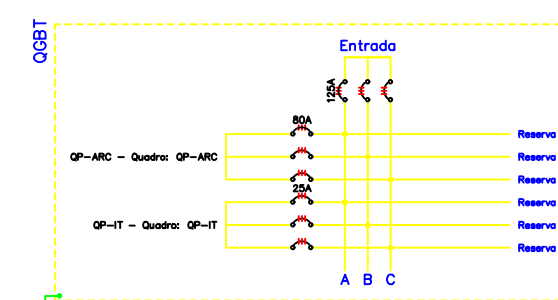 QGBT
Entrada
125A
80A
Reserva
QP-ARC - Quadro: QP-ARC
Reserva
Reserva
25A
Reserva
QP-IT - Quadro: QP-IT
Reserva
Reserva
A B C